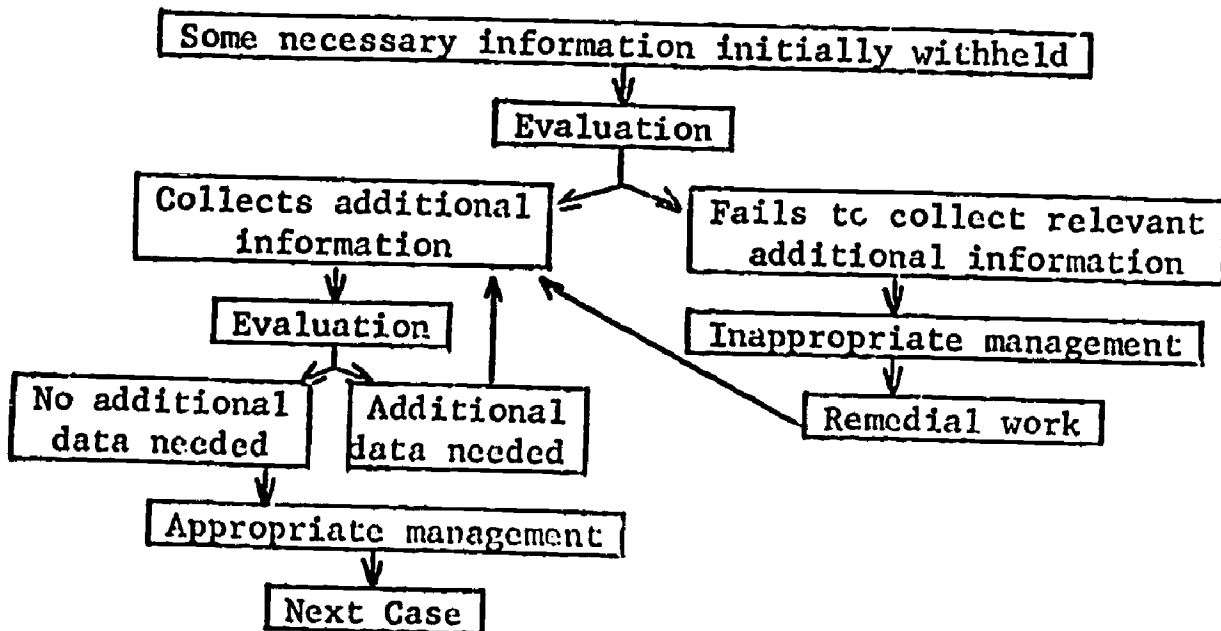 Some necessary information initially withheld
Evaluation
Collects additional
information
Fails to collect relevant
additional information
Evaluation
Inappropriate management
No additional
data needed
Additional
data needed
Remedial work
Appropriate management
Next Case